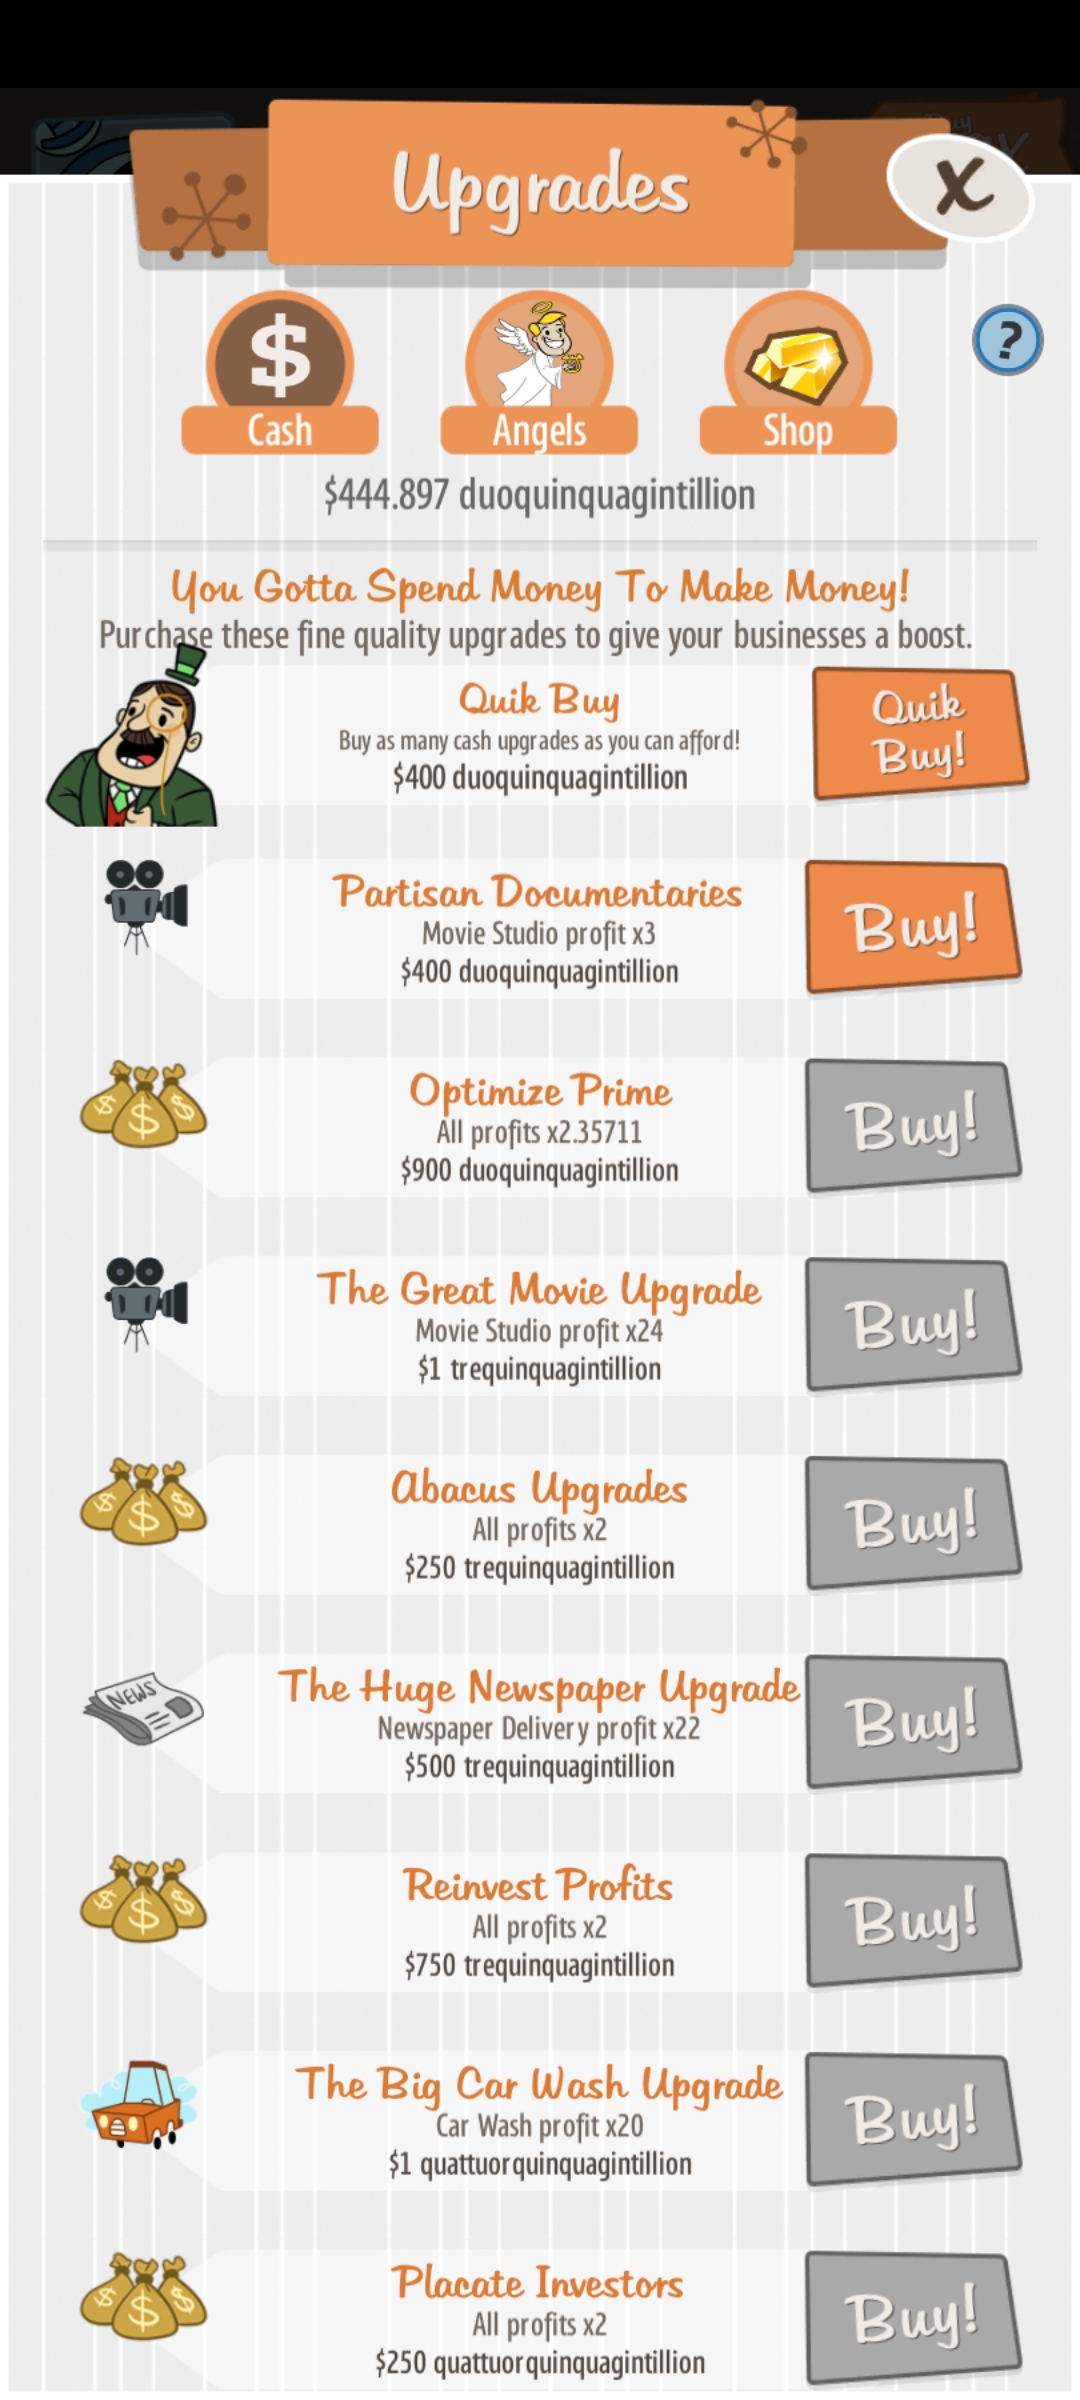 Buy
Upgrades
X
?
$
Cash
Angels
Shop
$444.897 duoquinquagintillion
You Gotta Spend Money To Make Money!
Purchase these fine quality upgrades to give your businesses a boost.
Quik Buy
Buy as many cash upgrades as you can afford!
$400 duoquinquagintillion
Quik
Buy!
Partisan Documentaries
Movie Studio profit x3
$400 duoquinquagintillion
Buy!
Optimize Prime
All profits x2.35711
$900 duoquinquagintillion
Buy!
The Great Movie Upgrade
Movie Studio profit x24
$1 trequinquagintillion
Buy!
Abacus Upgrades
All profits x2
$250 trequinquagintillion
Buy!
NEWS
The Huge Newspaper Upgrade
Newspaper Delivery profit x22
$500 trequinquagintillion
Buy!
Reinvest Profits
All profits x2
$750 trequinquagintillion
Buy!
The Big Car Wash Upgrade
Car Wash profit x20
$1 quattuorquinquagintillion
Buy!
Placate Investors
All profits x2
$250 quattuorquinquagintillion
Buy!